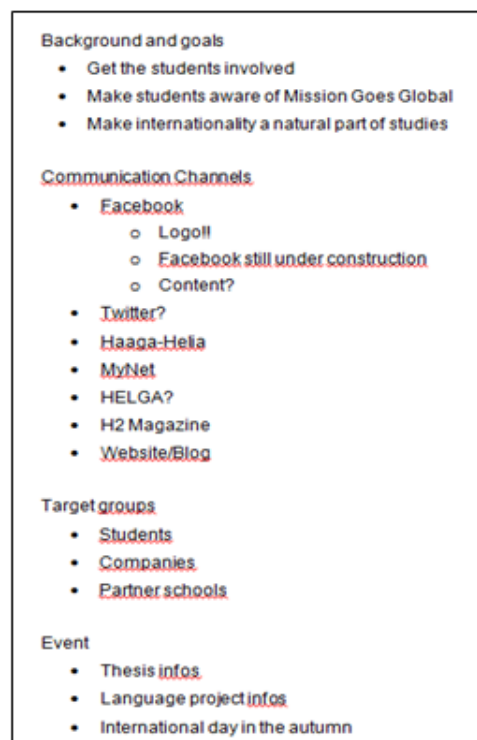 Background and goals
• Get the students involved
• Make students aware of Mission Goes Global
• Make internationality a natural part of studies
Communication Channels
• Facebook
o Logo!!
o Facebook still under construction
o Content?
• Twitter?
• Haaga-Helia
• MyNet
• HELGA?
• H2 Magazine
• Website/Blog
Target groups
• Students
• Companies
• Partner schools
Event
• Thesis infos
• Language project infos
• International day in the autumn